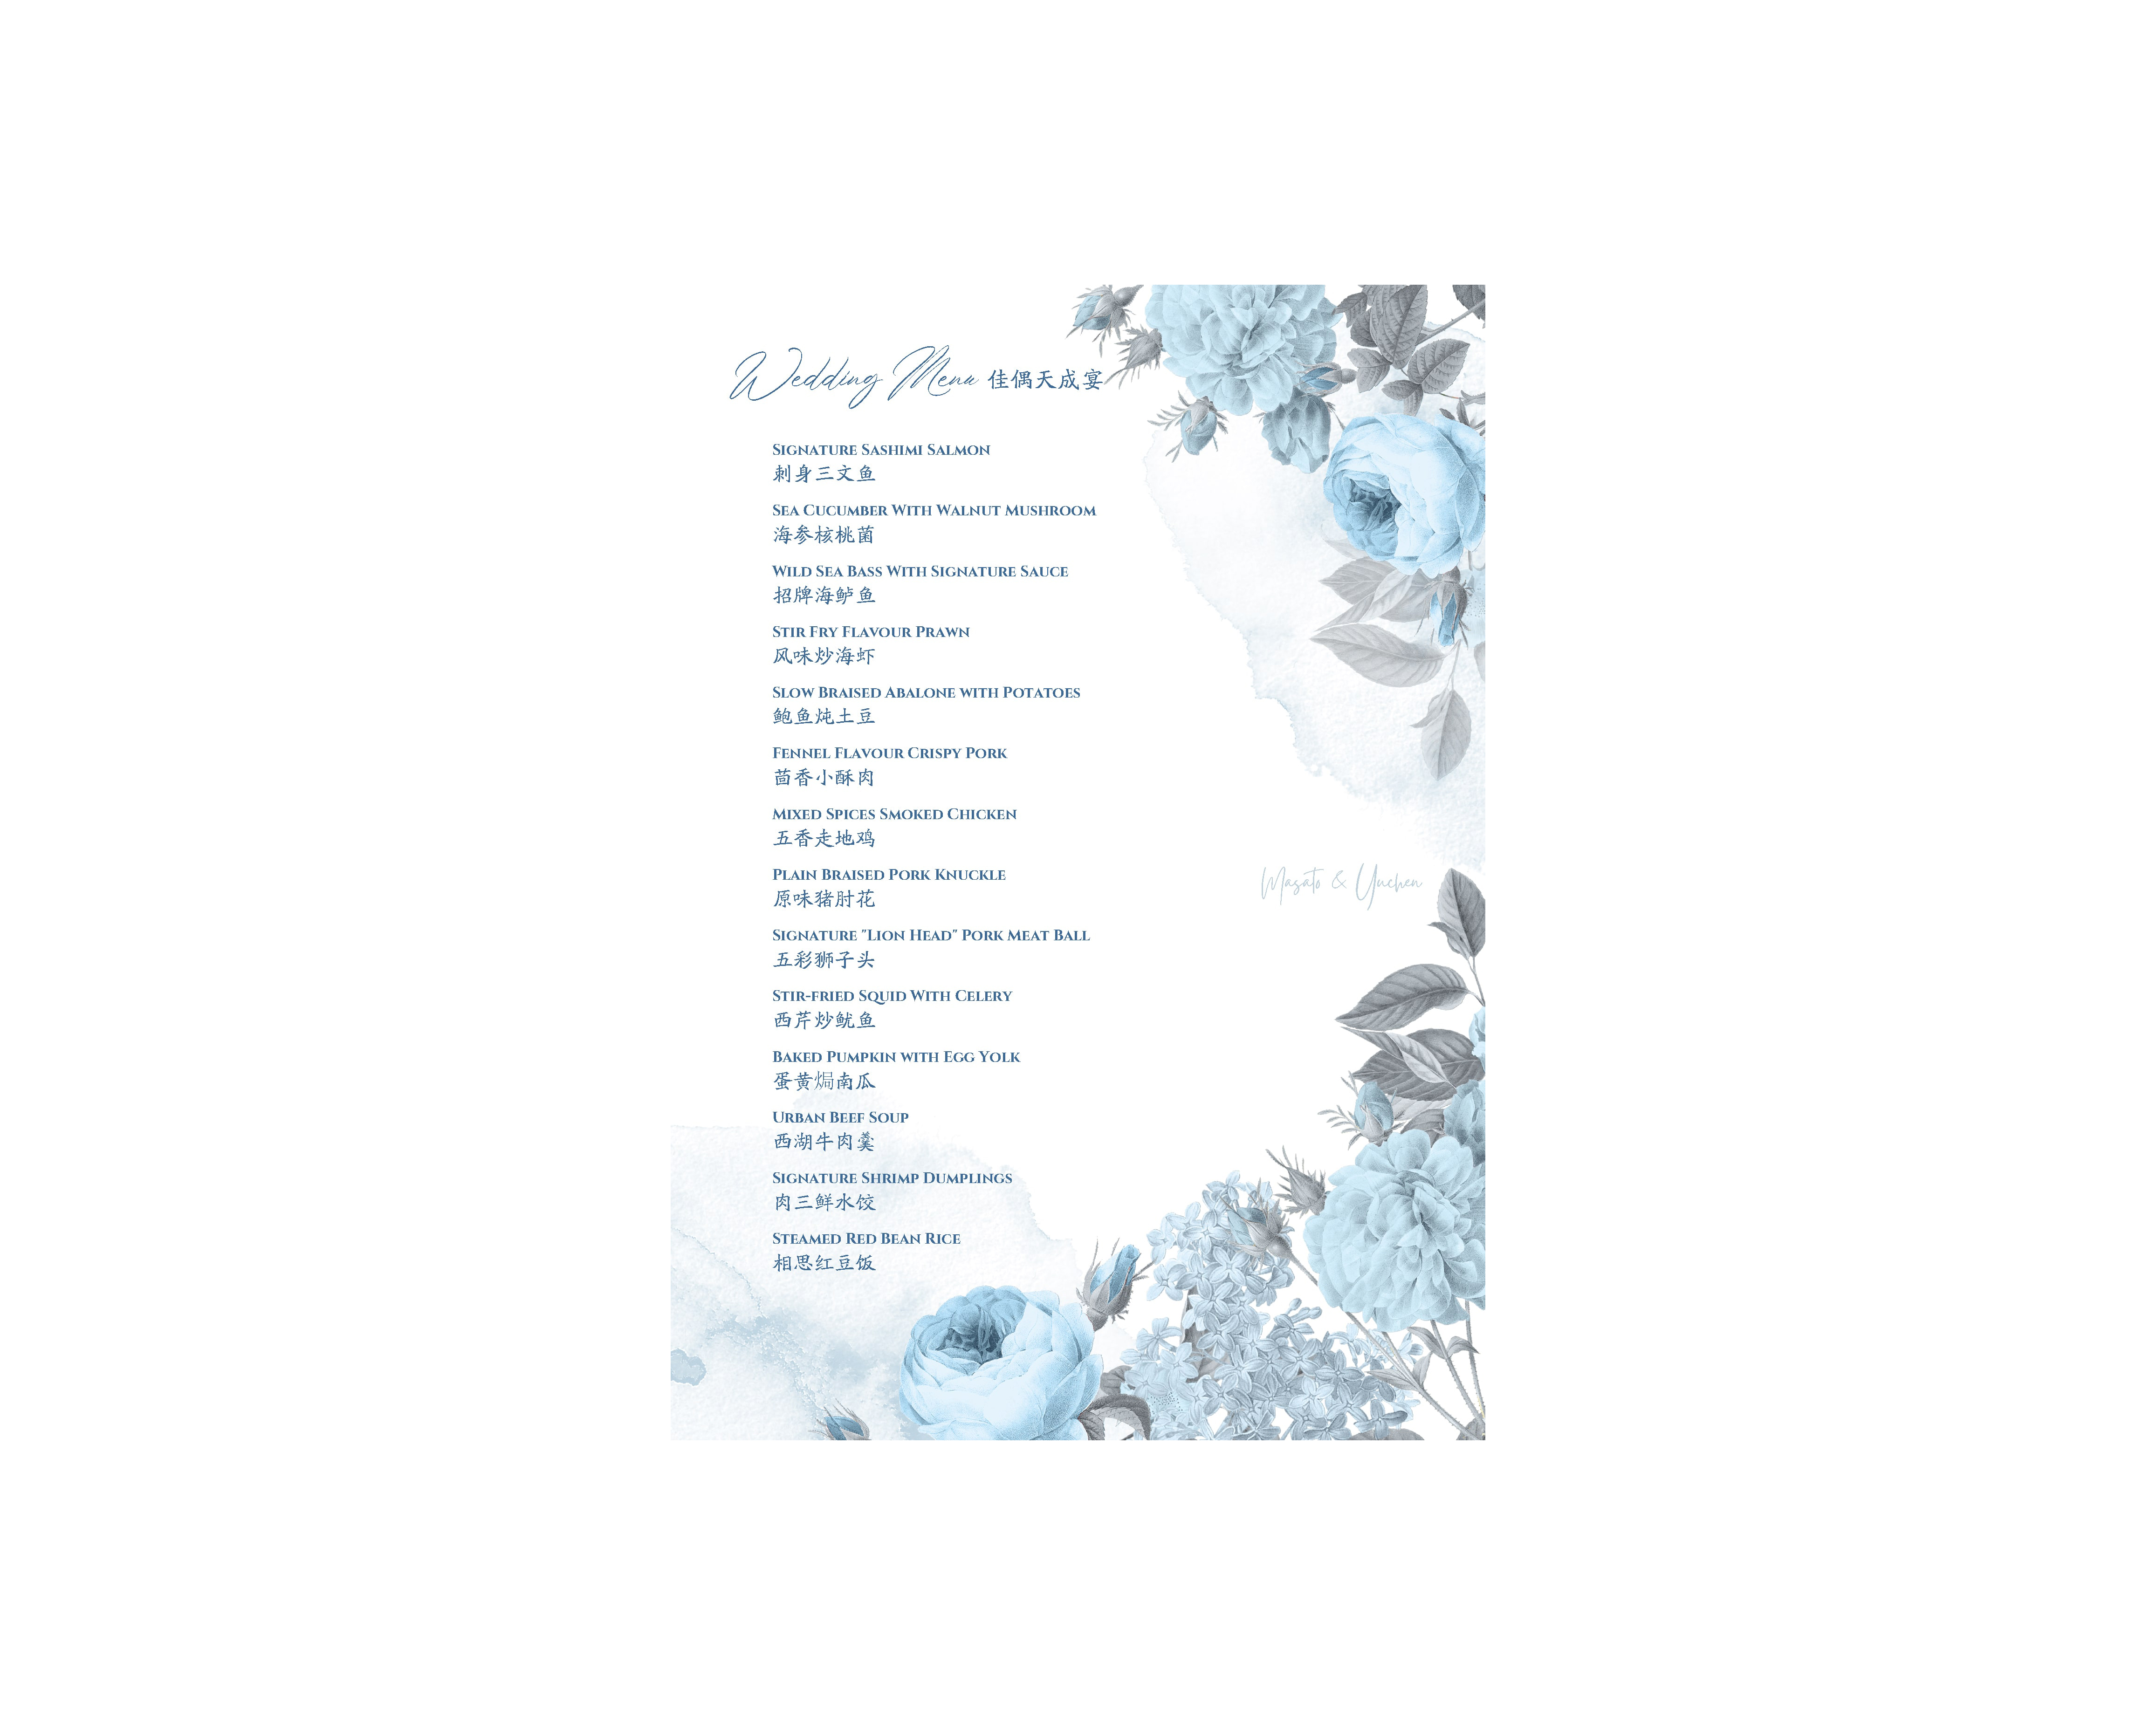 Wedding Menu 佳偶天成宴
Signature Sashimi Salmon
刺身三文鱼
Sea Cucumber With Walnut Mushroom
海参核桃菌
Wild Sea Bass With Signature Sauce
招牌海鲈鱼
Stir Fry Flavour Prawn
风味炒海虾
Slow Braised Abalone with Potatoes
鲍鱼炖土豆
Fennel Flavour Crispy Pork
茴香小酥肉
Mixed Spices Smoked Chicken
五香走地鸡
Plain Braised Pork Knuckle
原味猪肘花
Signature "Lion Head" Pork Meat Ball
五彩狮子头
Stir-fried Squid With Celery
西芹炒鱿鱼
Baked Pumpkin with Egg Yolk
蛋黄焗南瓜
Urban Beef Soup
西湖牛肉羹
Signature Shrimp Dumplings
肉三鲜水饺
Steamed Red Bean Rice
相思红豆饭
Masato & Yuchen